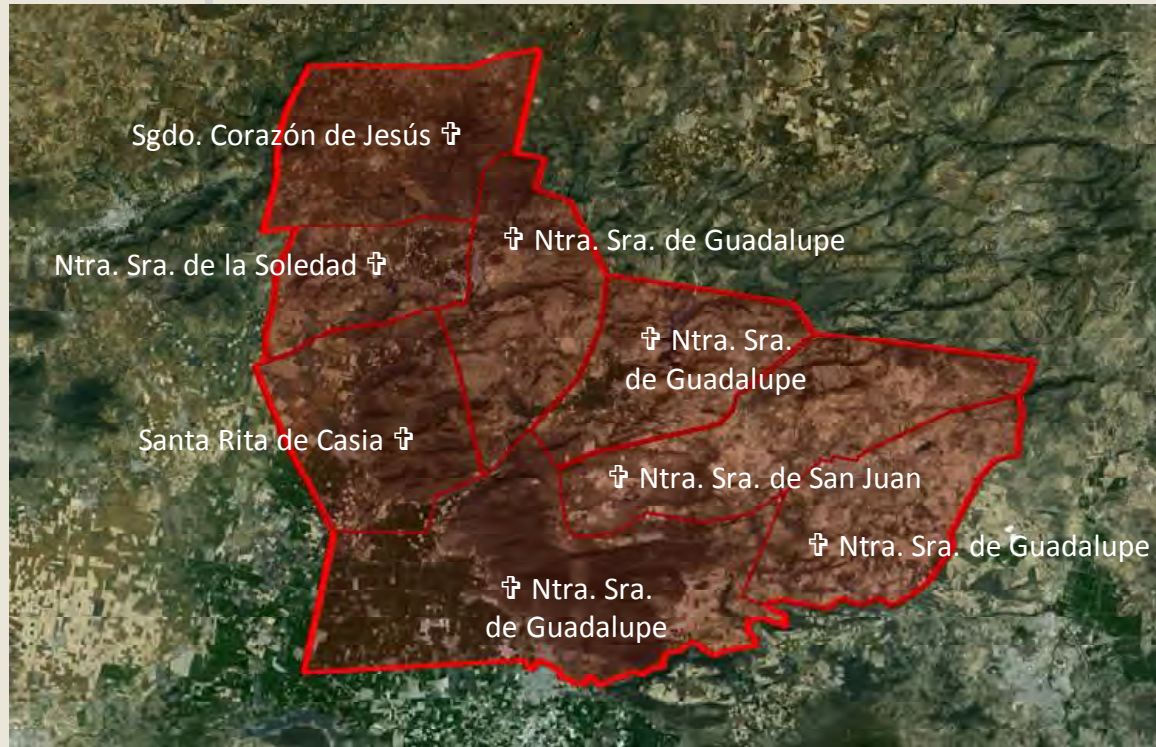 Sgdo. Corazón de Jesús ✞
✞ Ntra. Sra. de Guadalupe
Ntra. Sra. de la Soledad ✞
✞ Ntra. Sra.
de Guadalupe
Santa Rita de Casia ✞
✞ Ntra. Sra. de San Juan
✞ Ntra. Sra. de Guadalupe
✞ Ntra. Sra.
de Guadalupe